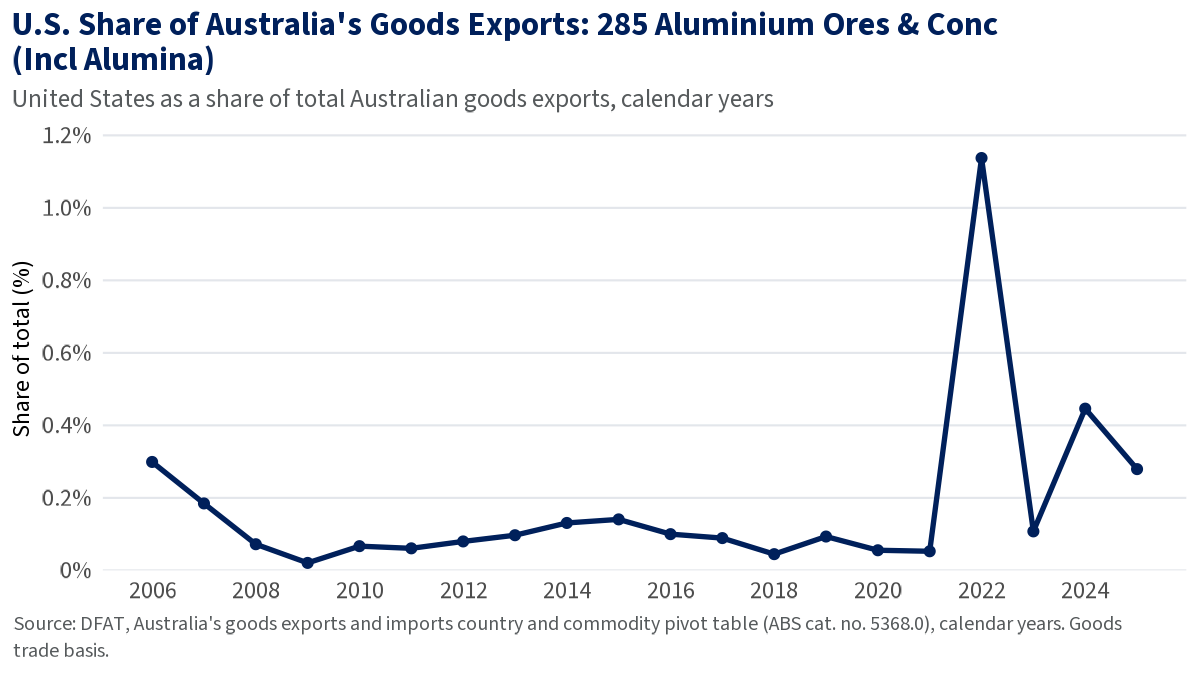 U.S. Share of Australia's Goods Exports: 285 Aluminium Ores & Conc
(Incl Alumina)
United States as a share of total Australian goods exports, calendar years
Share of total (%)
1.2%
1.0%
0.8%
0.6%
0.4%
0.2%
0%
2006 2008 2010 2012 2014 2016 2018 2020 2022 2024
Source: DFAT, Australia's goods exports and imports country and commodity pivot table (ABS cat. no. 5368.0), calendar years. Goods
trade basis.